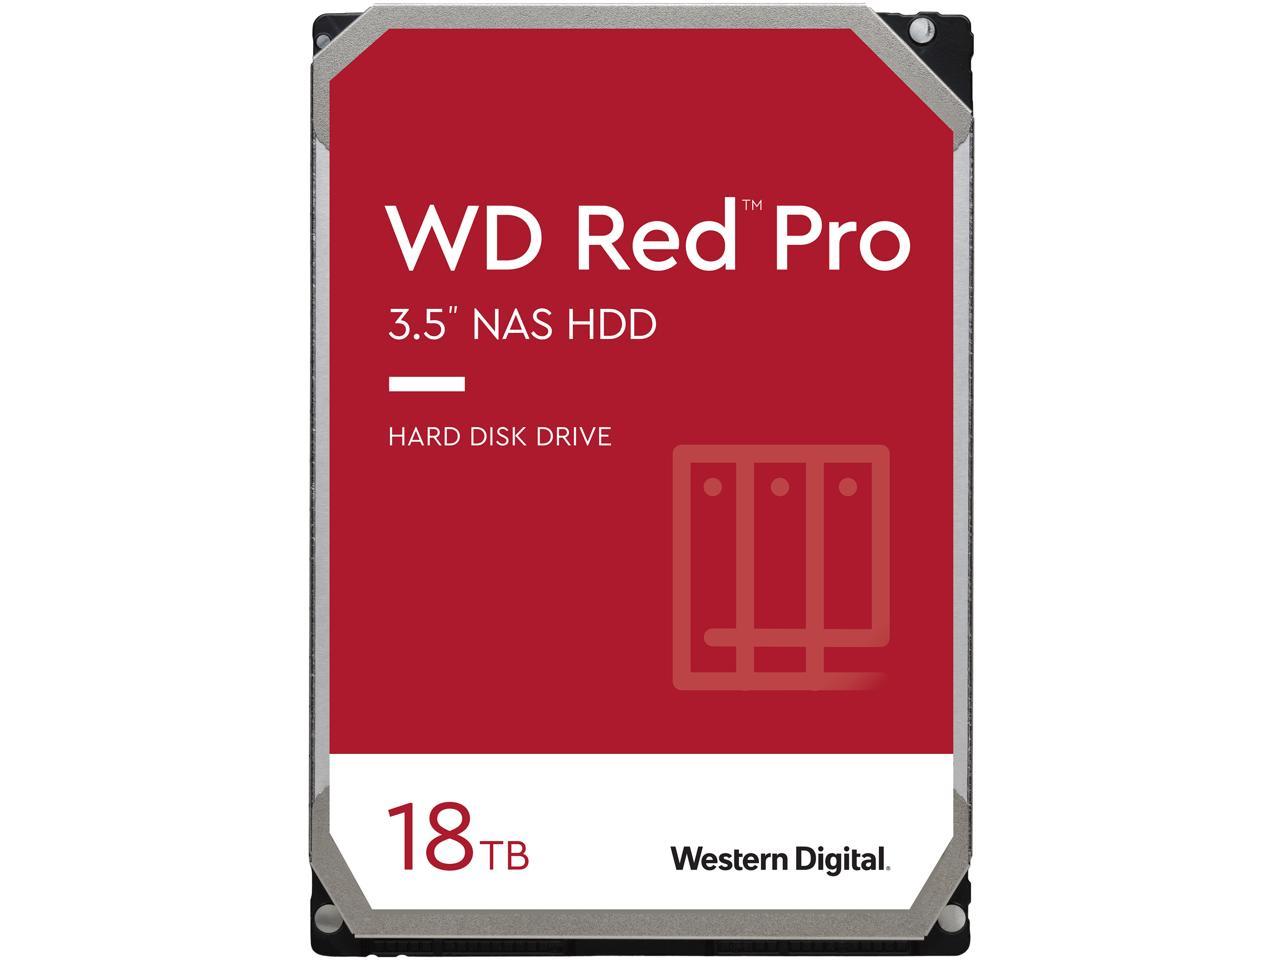 WD Red™ Pro
3.5" NAS HDD
HARD DISK DRIVE
18TB
Western Digital.